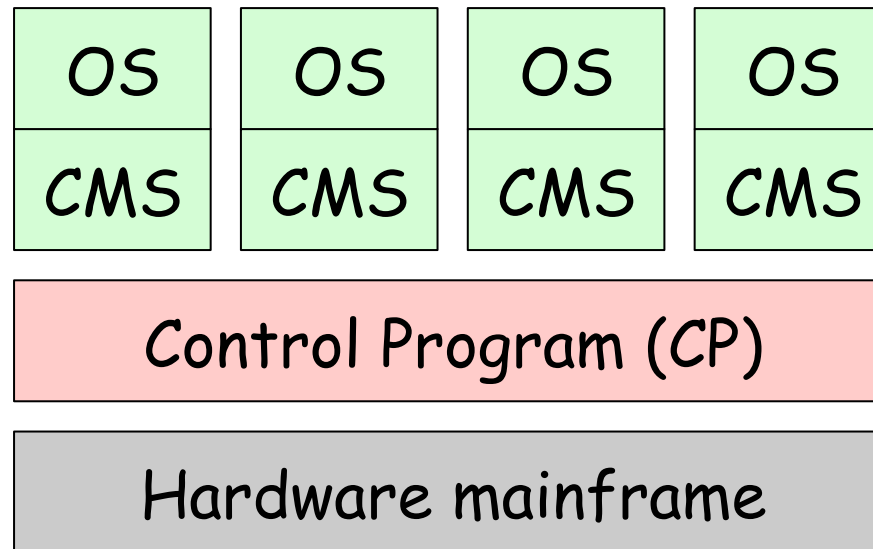 OS OS OS OS
CMS CMS CMS CMS
Control Program (CP)
Hardware mainframe